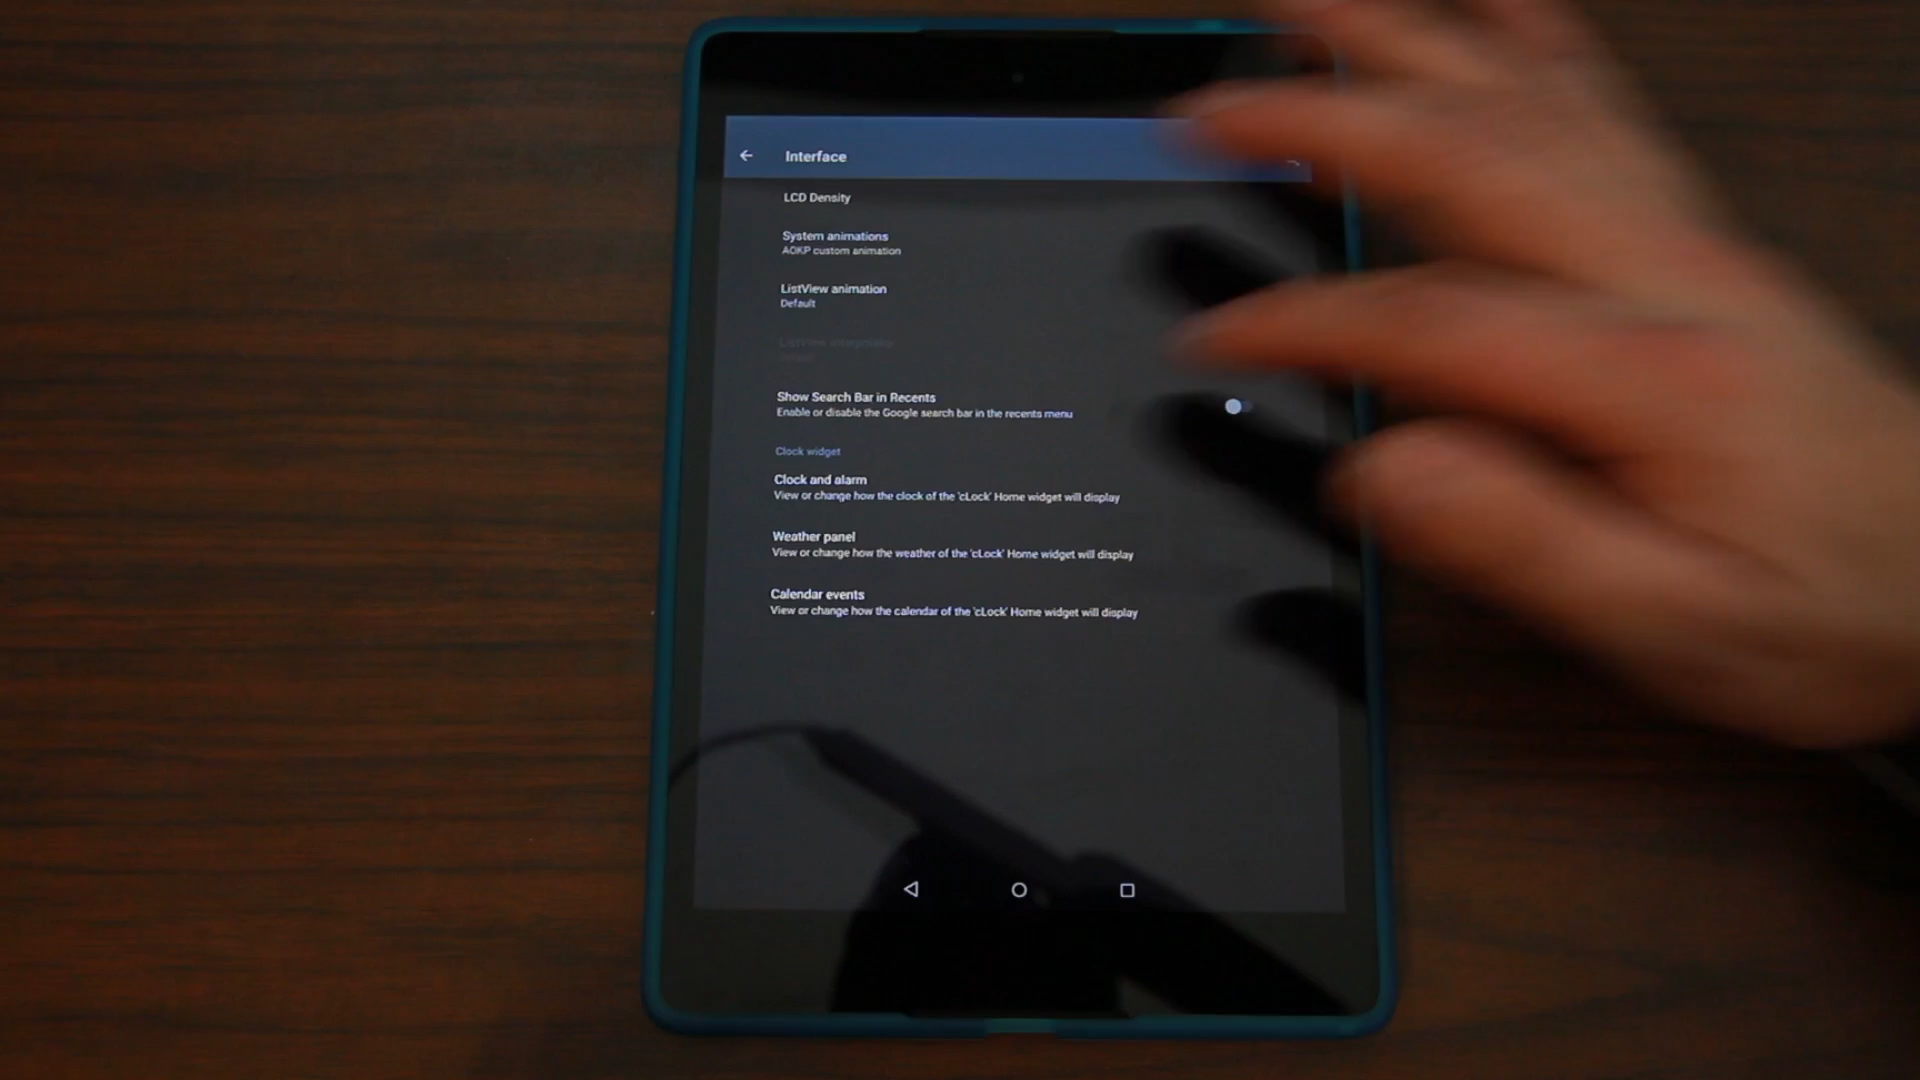 Interface
LCD Density
System animations
AOKP custom animation
ListView animation
Default
ListView interpolator
Default
Show Search Bar in Recents
Enable or disable the Google search bar in the recents menu
Clock widget
Clock and alarm
View or change how the clock of the 'cLock' Home widget will display
Weather panel
View or change how the weather of the 'cLock' Home widget will display
Calendar events
View or change how the calendar of the 'cLock' Home widget will display